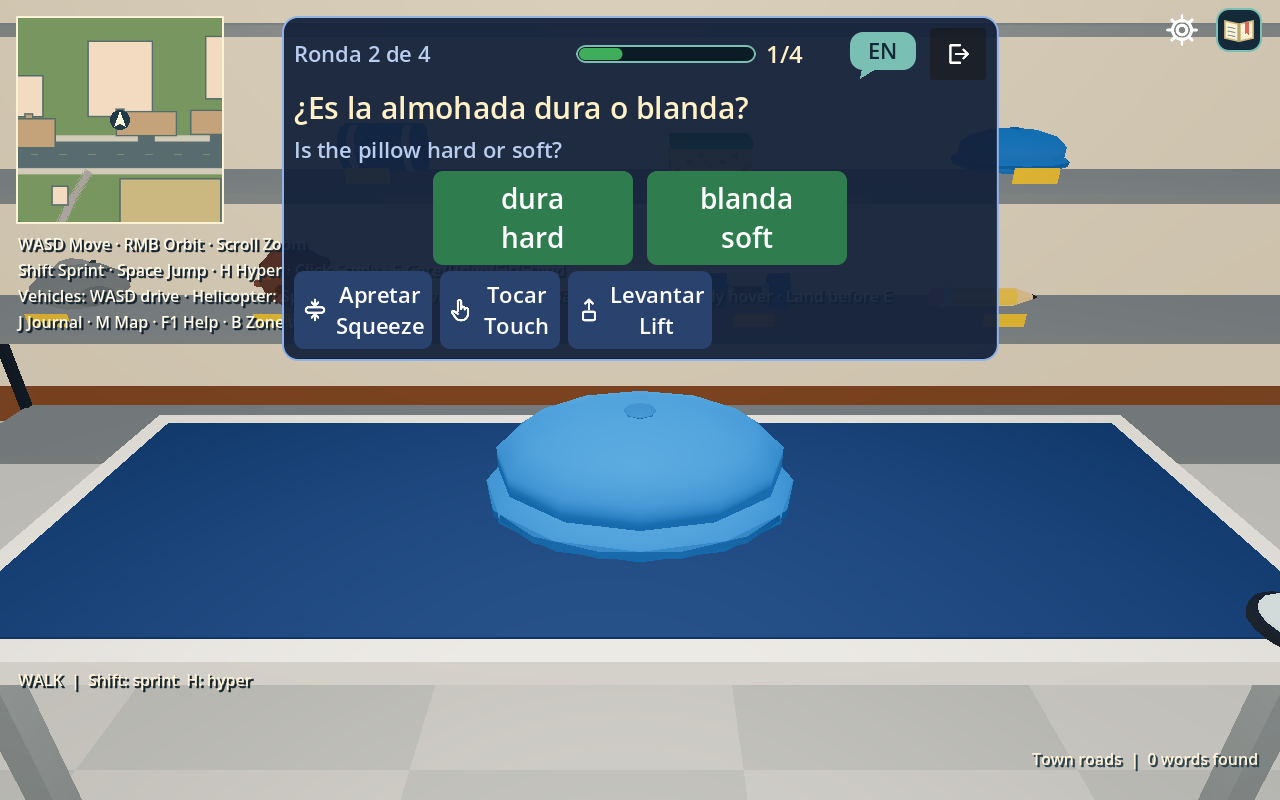 Ronda 2 de 4
1/4
EN
¿Es la almohada dura o blanda?
Is the pillow hard or soft?
dura
hard
blanda
soft
Apretar
Squeeze
Tocar
Touch
Levantar
Lift
WASD Move · RMB Orbit · Scroll Zoom
Shift Sprint · Space Jump · H Hyper
Vehicles: WASD drive · Helicopter: hover · Land before E
J Journal · M Map · F1 Help · B Zone
WALK | Shift: sprint H: hyper
Town roads | 0 words found